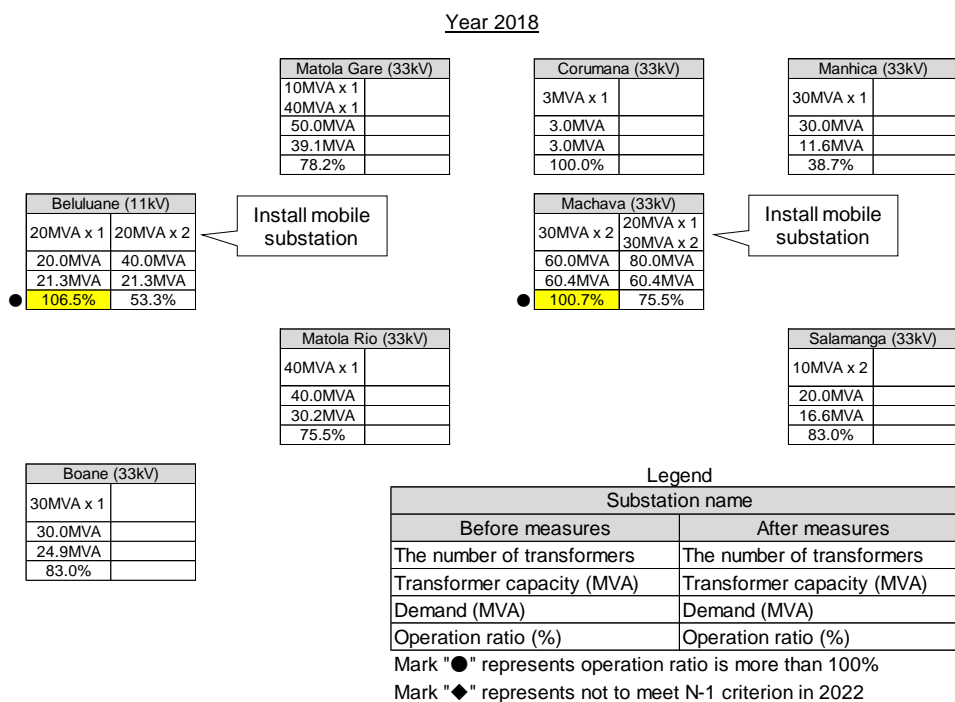 Year 2018
Matola Gare (33kV)
10MVA x 1
40MVA x 1
50.0MVA
39.1MVA
78.2%
Corumana (33kV)
3MVA x 1
3.0MVA
3.0MVA
100.0%
Manhica (33kV)
30MVA x 1
30.0MVA
11.6MVA
38.7%
Beluluane (11kV)
20MVA x 1 20MVA x 2
20.0MVA 40.0MVA
21.3MVA 21.3MVA
● 106.5% 53.3%
Install mobile
substation
Machava (33kV)
30MVA x 2 20MVA x 1
30MVA x 2
60.0MVA 80.0MVA
60.4MVA 60.4MVA
● 100.7% 75.5%
Install mobile
substation
Matola Rio (33kV)
40MVA x 1
40.0MVA
30.2MVA
75.5%
Salamanga (33kV)
10MVA x 2
20.0MVA
16.6MVA
83.0%
Boane (33kV)
30MVA x 1
30.0MVA
24.9MVA
83.0%
Legend
Substation name
Before measures After measures
The number of transformers The number of transformers
Transformer capacity (MVA) Transformer capacity (MVA)
Demand (MVA) Demand (MVA)
Operation ratio (%) Operation ratio (%)
Mark "●" represents operation ratio is more than 100%
Mark "◆" represents not to meet N-1 criterion in 2022